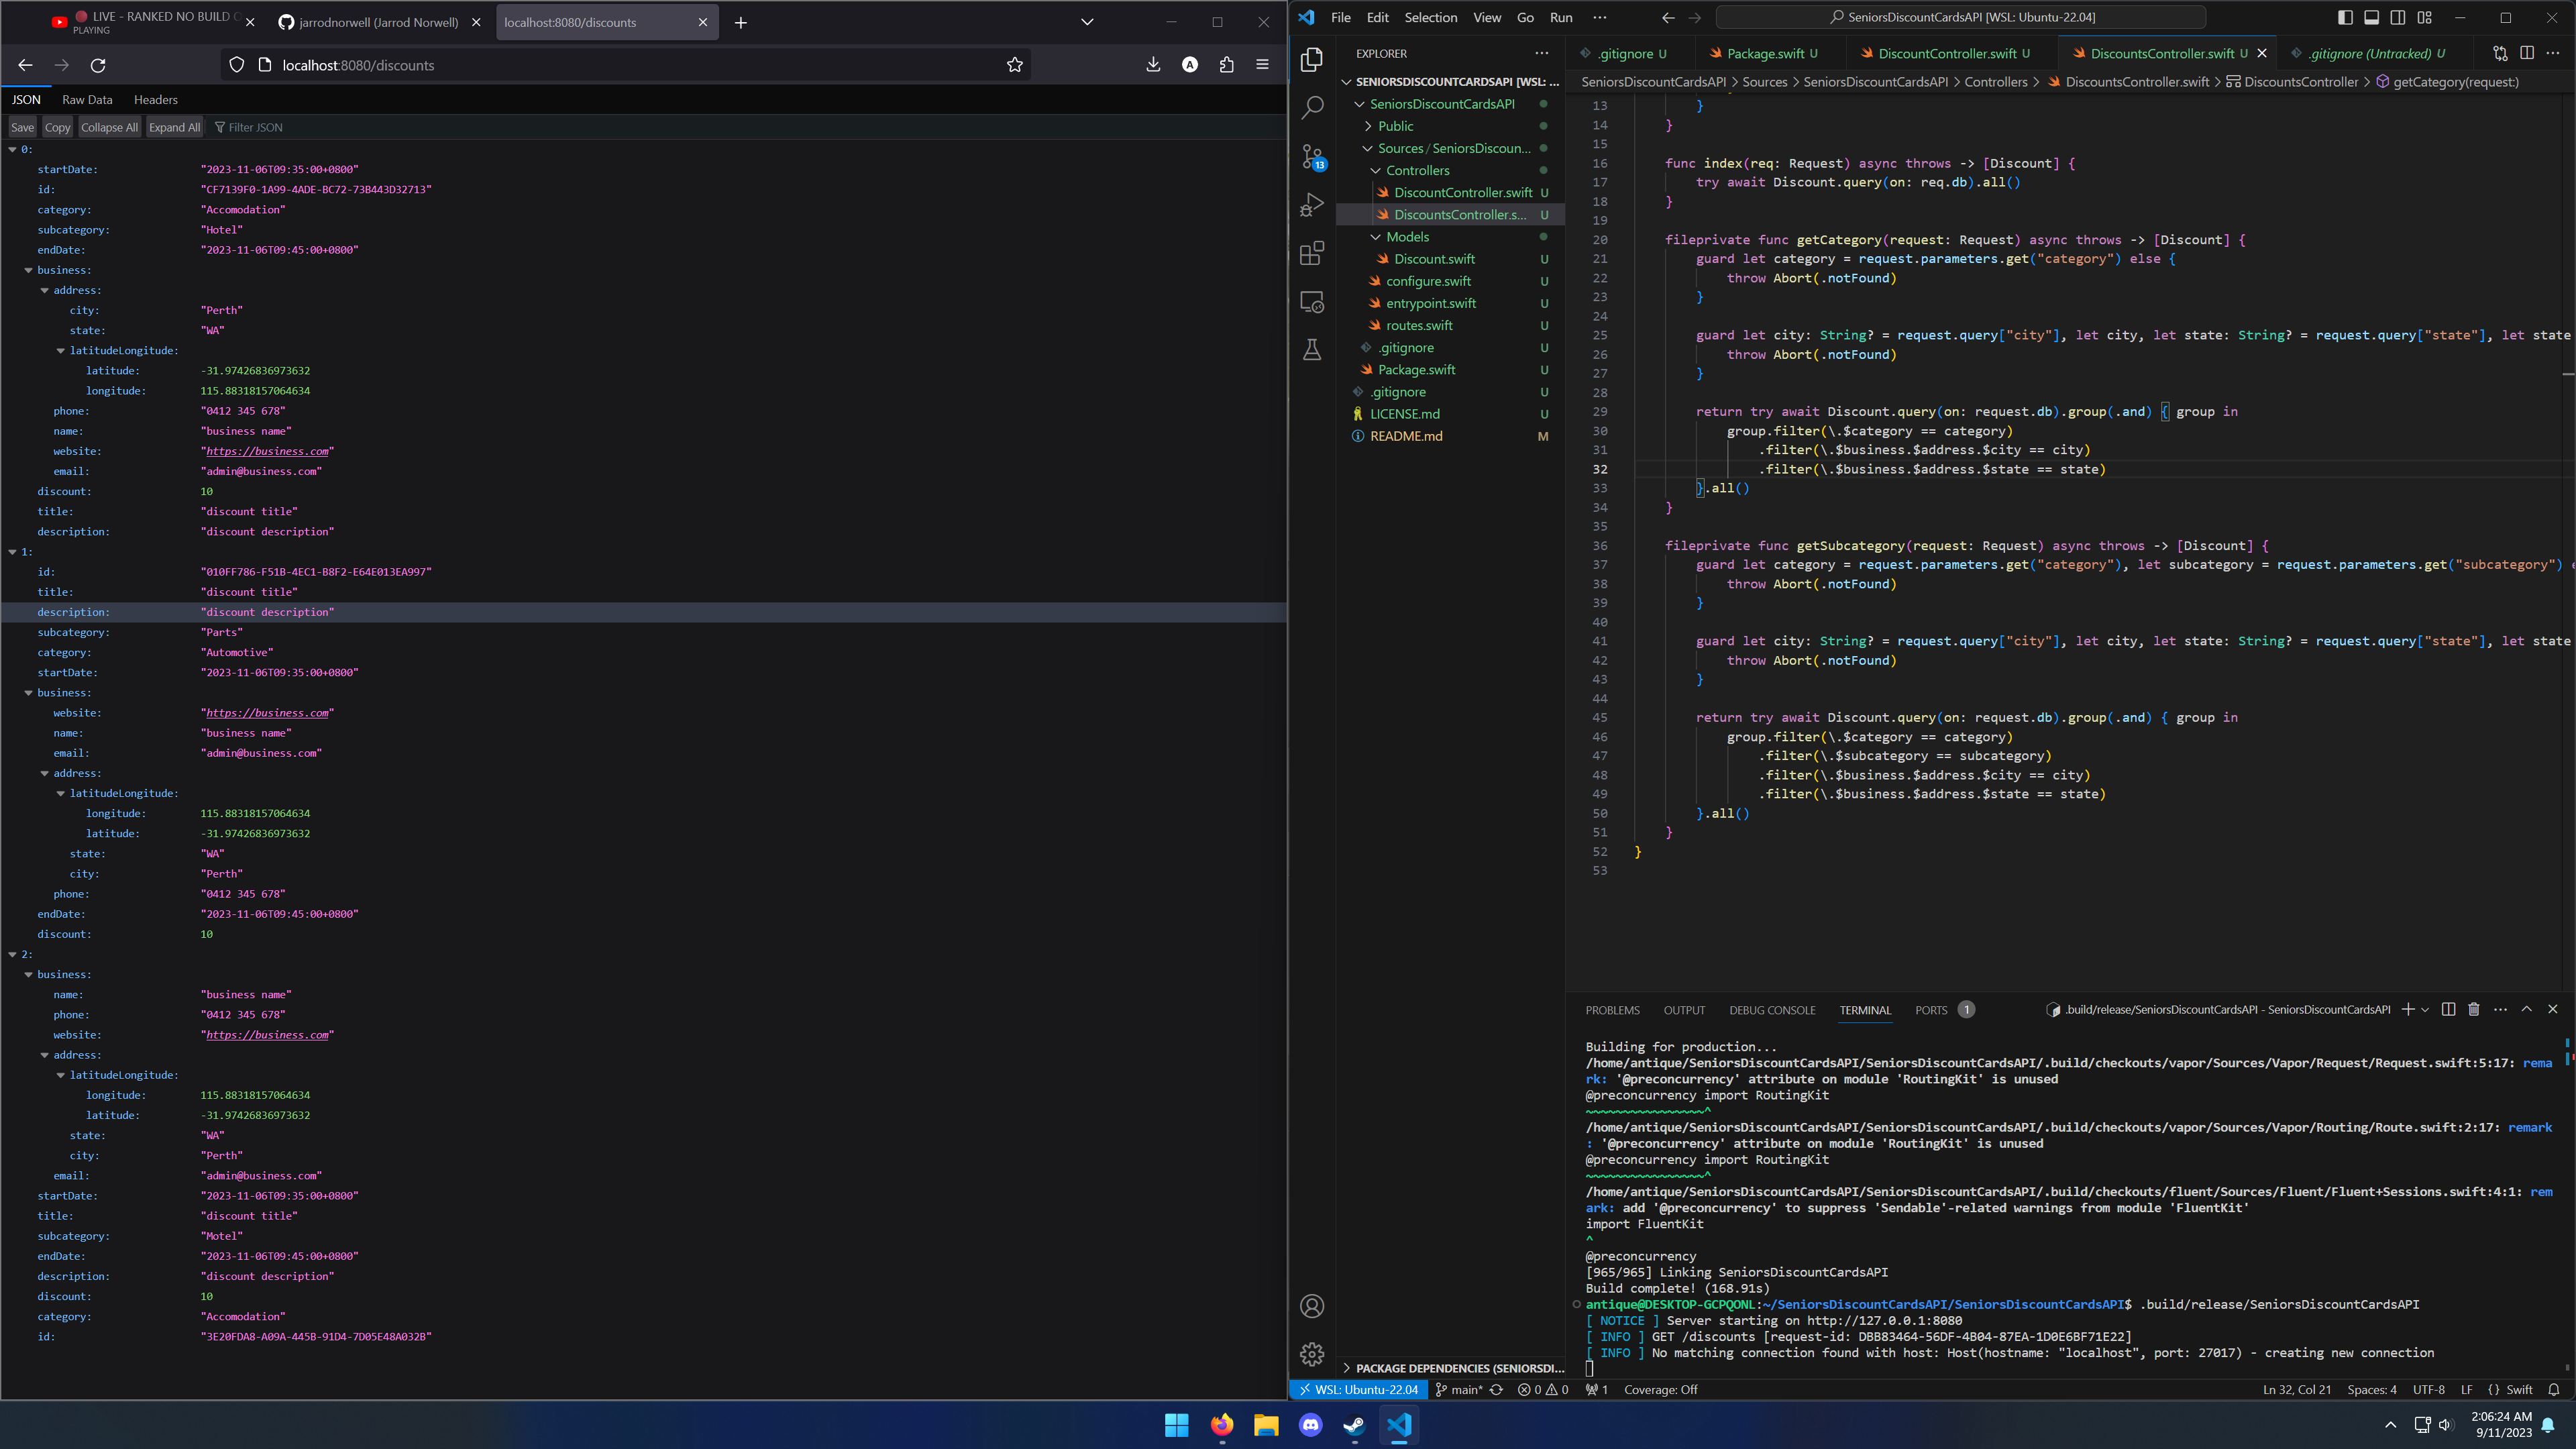 LIVE - RANKED NO BUILD
PLAYING
jarrodnorwell (Jarrod Norwell)
localhost:8080/discounts
localhost:8080/discounts
JSON Raw Data Headers
Save Copy Collapse All Expand All Filter JSON
0:
startDate: "2023-11-06T09:35:00+0800"
id: "CF7139F0-1A99-4ADE-BC72-73B443D32713"
category: "Accomodation"
subcategory: "Hotel"
endDate: "2023-11-06T09:45:00+0800"
business:
address:
city: "Perth"
state: "WA"
latitudeLongitude:
latitude: -31.97426836973632
longitude: 115.88318157064634
phone: "0412 345 678"
name: "business name"
website: "https://business.com"
email: "admin@business.com"
discount: 10
title: "discount title"
description: "discount description"
1:
id: "010FF786-F51B-4EC1-B8F2-E64E013EA997"
title: "discount title"
description: "discount description"
subcategory: "Parts"
category: "Automotive"
startDate: "2023-11-06T09:35:00+0800"
business:
website: "https://business.com"
name: "business name"
email: "admin@business.com"
address:
latitudeLongitude:
longitude: 115.88318157064634
latitude: -31.97426836973632
state: "WA"
city: "Perth"
phone: "0412 345 678"
endDate: "2023-11-06T09:45:00+0800"
discount: 10
2:
business:
name: "business name"
phone: "0412 345 678"
website: "https://business.com"
address:
latitudeLongitude:
longitude: 115.88318157064634
latitude: -31.97426836973632
state: "WA"
city: "Perth"
email: "admin@business.com"
startDate: "2023-11-06T09:35:00+0800"
title: "discount title"
subcategory: "Motel"
endDate: "2023-11-06T09:45:00+0800"
description: "discount description"
discount: 10
category: "Accomodation"
id: "3E20FDA8-A09A-445B-91D4-7D05E48A032B"
File Edit Selection View Go Run ··· SeniorsDiscountCardsAPI [WSL: Ubuntu-22.04]
EXPLORER ···
SENIORSDISCOUNTCARDSAPI [WSL: ...
SeniorsDiscountCardsAPI
Public
Sources / SeniorsDiscoun...
Controllers
DiscountController.swift U
DiscountsController.s... U
Models
Discount.swift U
configure.swift U
entrypoint.swift U
routes.swift U
.gitignore U
Package.swift U
.gitignore U
LICENSE.md U
README.md M
13
PACKAGE DEPENDENCIES (SENIORSDI...
.gitignore U Package.swift U DiscountController.swift U DiscountsController.swift U .gitignore (Untracked) U
SeniorsDiscountCardsAPI > Sources > SeniorsDiscountCardsAPI > Controllers > DiscountsController.swift > DiscountsController > getCategory(request:)
13 }
14 }
15
16 func index(req: Request) async throws -> [Discount] {
17 try await Discount.query(on: req.db).all()
18 }
19
20 fileprivate func getCategory(request: Request) async throws -> [Discount] {
21 guard let category = request.parameters.get("category") else {
22 throw Abort(.notFound)
23 }
24
25 guard let city: String? = request.query["city"], let city, let state: String? = request.query["state"], let state
26 throw Abort(.notFound)
27 }
28
29 return try await Discount.query(on: request.db).group(.and) { group in
30 group.filter(\.$category == category)
31 .filter(\.$business.$address.$city == city)
32 .filter(\.$business.$address.$state == state)
33 }.all()
34 }
35
36 fileprivate func getSubcategory(request: Request) async throws -> [Discount] {
37 guard let category = request.parameters.get("category"), let subcategory = request.parameters.get("subcategory")
38 throw Abort(.notFound)
39 }
40
41 guard let city: String? = request.query["city"], let city, let state: String? = request.query["state"], let state
42 throw Abort(.notFound)
43 }
44
45 return try await Discount.query(on: request.db).group(.and) { group in
46 group.filter(\.$category == category)
47 .filter(\.$subcategory == subcategory)
48 .filter(\.$business.$address.$city == city)
49 .filter(\.$business.$address.$state == state)
50 }.all()
51 }
52 }
53
PROBLEMS OUTPUT DEBUG CONSOLE TERMINAL PORTS 1 .build/release/SeniorsDiscountCardsAPI - SeniorsDiscountCardsAPI
Building for production...
/home/antique/SeniorsDiscountCardsAPI/SeniorsDiscountCardsAPI/.build/checkouts/vapor/Sources/Vapor/Request/Request.swift:5:17: rema
rk: '@preconcurrency' attribute on module 'RoutingKit' is unused
@preconcurrency import RoutingKit
~~~~~~~~~~~~~~~~^
/home/antique/SeniorsDiscountCardsAPI/SeniorsDiscountCardsAPI/.build/checkouts/vapor/Sources/Vapor/Routing/Route.swift:2:17: remark
: '@preconcurrency' attribute on module 'RoutingKit' is unused
@preconcurrency import RoutingKit
~~~~~~~~~~~~~~~~^
/home/antique/SeniorsDiscountCardsAPI/SeniorsDiscountCardsAPI/.build/checkouts/fluent/Sources/Fluent/Fluent+Sessions.swift:4:1: rem
ark: add '@preconcurrency' to suppress 'Sendable'-related warnings from module 'FluentKit'
import FluentKit
^
@preconcurrency
[965/965] Linking SeniorsDiscountCardsAPI
Build complete! (168.91s)
antique@DESKTOP-GCPQONL:~/SeniorsDiscountCardsAPI/SeniorsDiscountCardsAPI$ .build/release/SeniorsDiscountCardsAPI
[ NOTICE ] Server starting on http://127.0.0.1:8080
[ INFO ] GET /discounts [request-id: DBB83464-56DF-4B04-87EA-1D0E6BF71E22]
[ INFO ] No matching connection found with host: Host(hostname: "localhost", port: 27017) - creating new connection
WSL: Ubuntu-22.04 main* 0 0 1 Coverage: Off Ln 32, Col 21 Spaces: 4 UTF-8 LF {} Swift
2:06:24 AM
9/11/2023